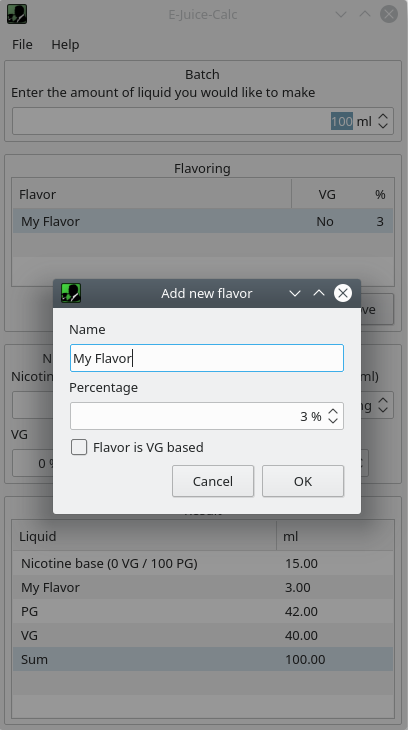 E-Juice-Calc
File Help
Batch
Enter the amount of liquid you would like to make
100 ml
Flavoring
Flavor VG %
My Flavor No 3
Add new flavor
Name
My Flavor
Percentage
3 %
Flavor is VG based
Cancel OK
VG
0 %
Liquid ml
Nicotine base (0 VG / 100 PG) 15.00
My Flavor 3.00
PG 42.00
VG 40.00
Sum 100.00